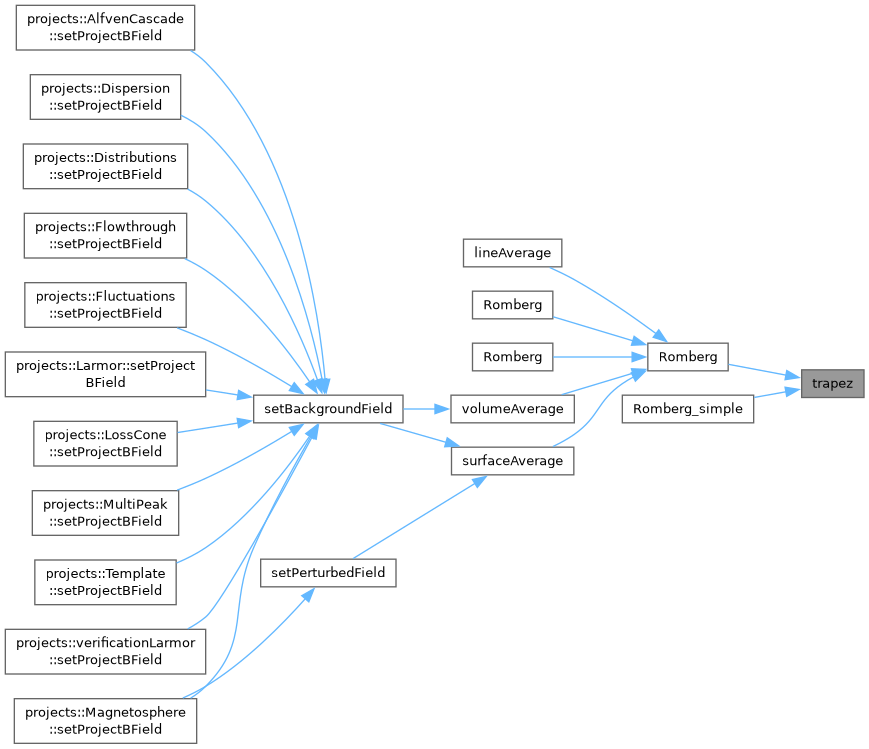 projects::AlfvenCascade
::setProjectBField
projects::Dispersion
::setProjectBField
projects::Distributions
::setProjectBField
projects::Flowthrough
::setProjectBField
projects::Fluctuations
::setProjectBField
projects::Larmor::setProject
BField
projects::LossCone
::setProjectBField
projects::MultiPeak
::setProjectBField
projects::Template
::setProjectBField
projects::verificationLarmor
::setProjectBField
projects::Magnetosphere
::setProjectBField
setBackgroundField
setPerturbedField
lineAverage
Romberg
Romberg
volumeAverage
surfaceAverage
Romberg
Romberg_simple
trapez